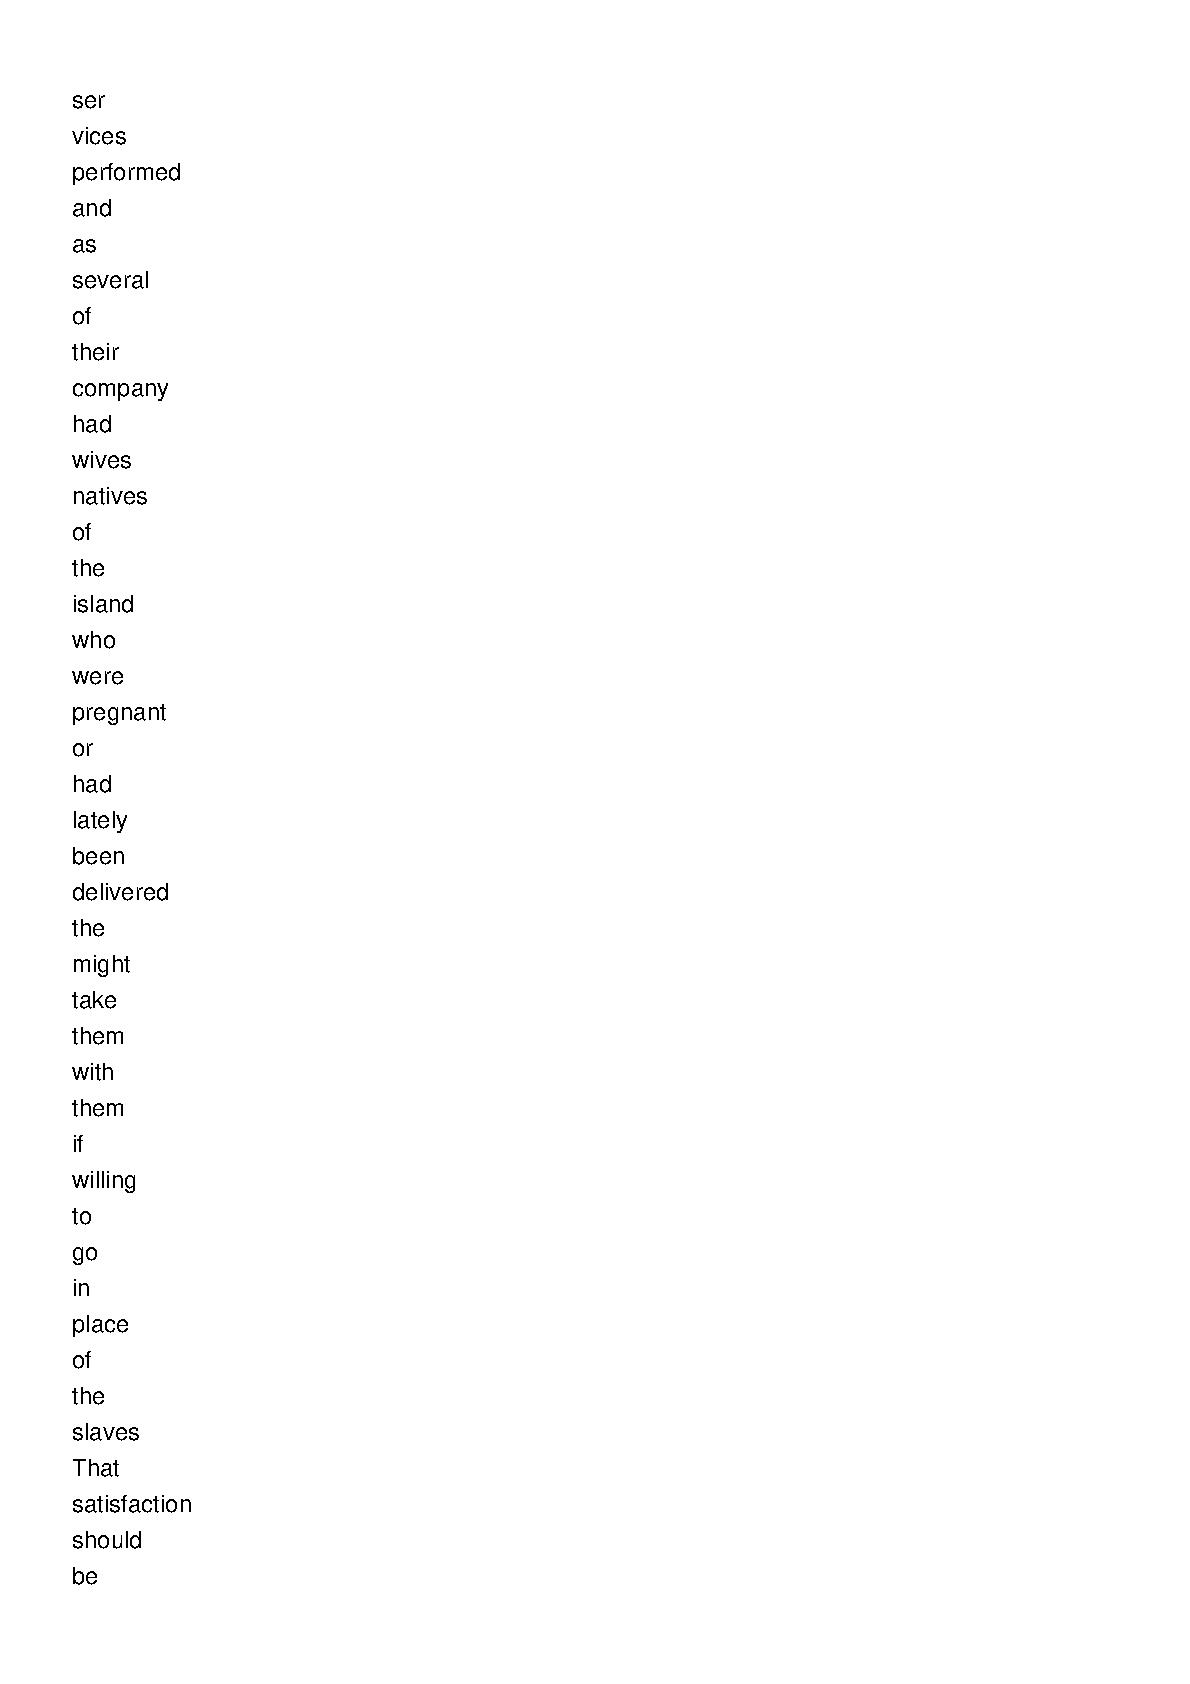 ser
vices
performed
and
as
several
of
their
company
had
wives
natives
of
the
island
who
were
pregnant
or
had
lately
been
delivered
the
might
take
them
with
them
if
willing
to
go
in
place
of
the
slaves
That
satisfaction
should
be